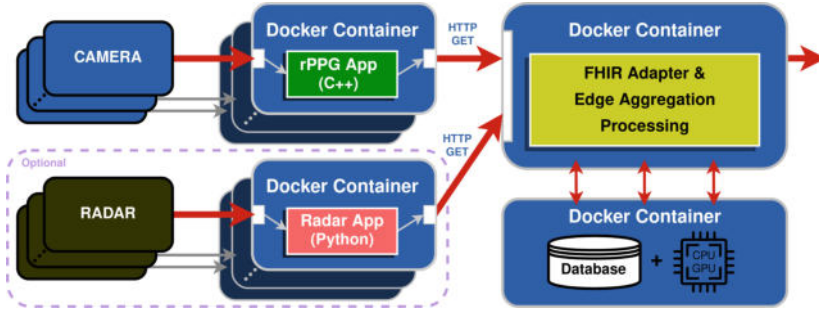 CAMERA
Docker Container
rPPG App
(C++)
HTTP
GET
Docker Container
FHIR Adapter &
Edge Aggregation
Processing
Optional
RADAR
Docker Container
Radar App
(Python)
HTTP
GET
Docker Container
Database
+
CPU
GPU